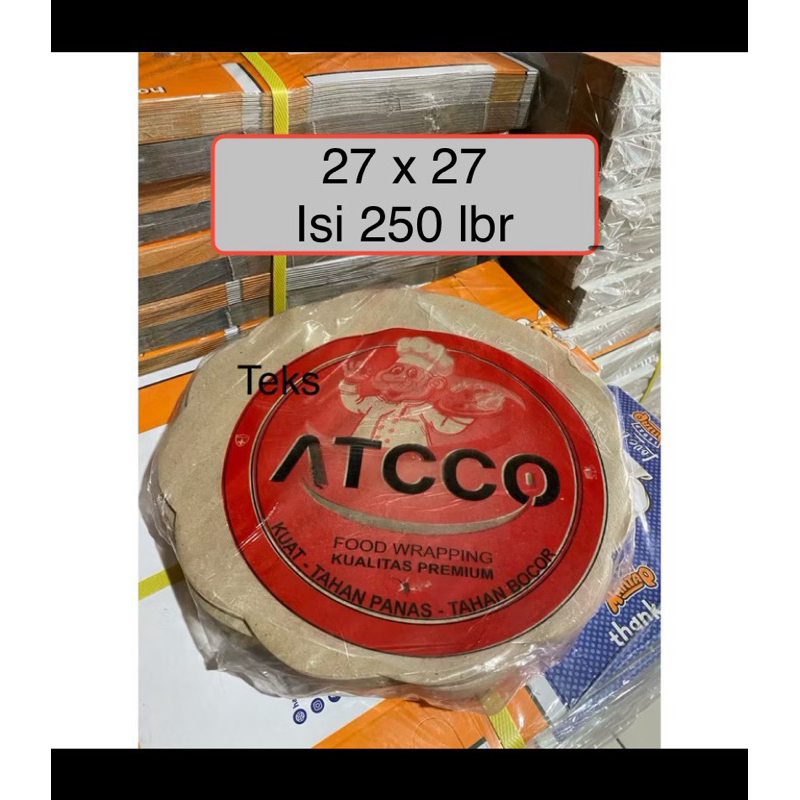 27 x 27
Isi 250 lbr
Teks
ATCCO
FOOD WRAPPING
KUALITAS PREMIUM
KUAT - TAHAN PANAS - TAHAN BOCOR
thank